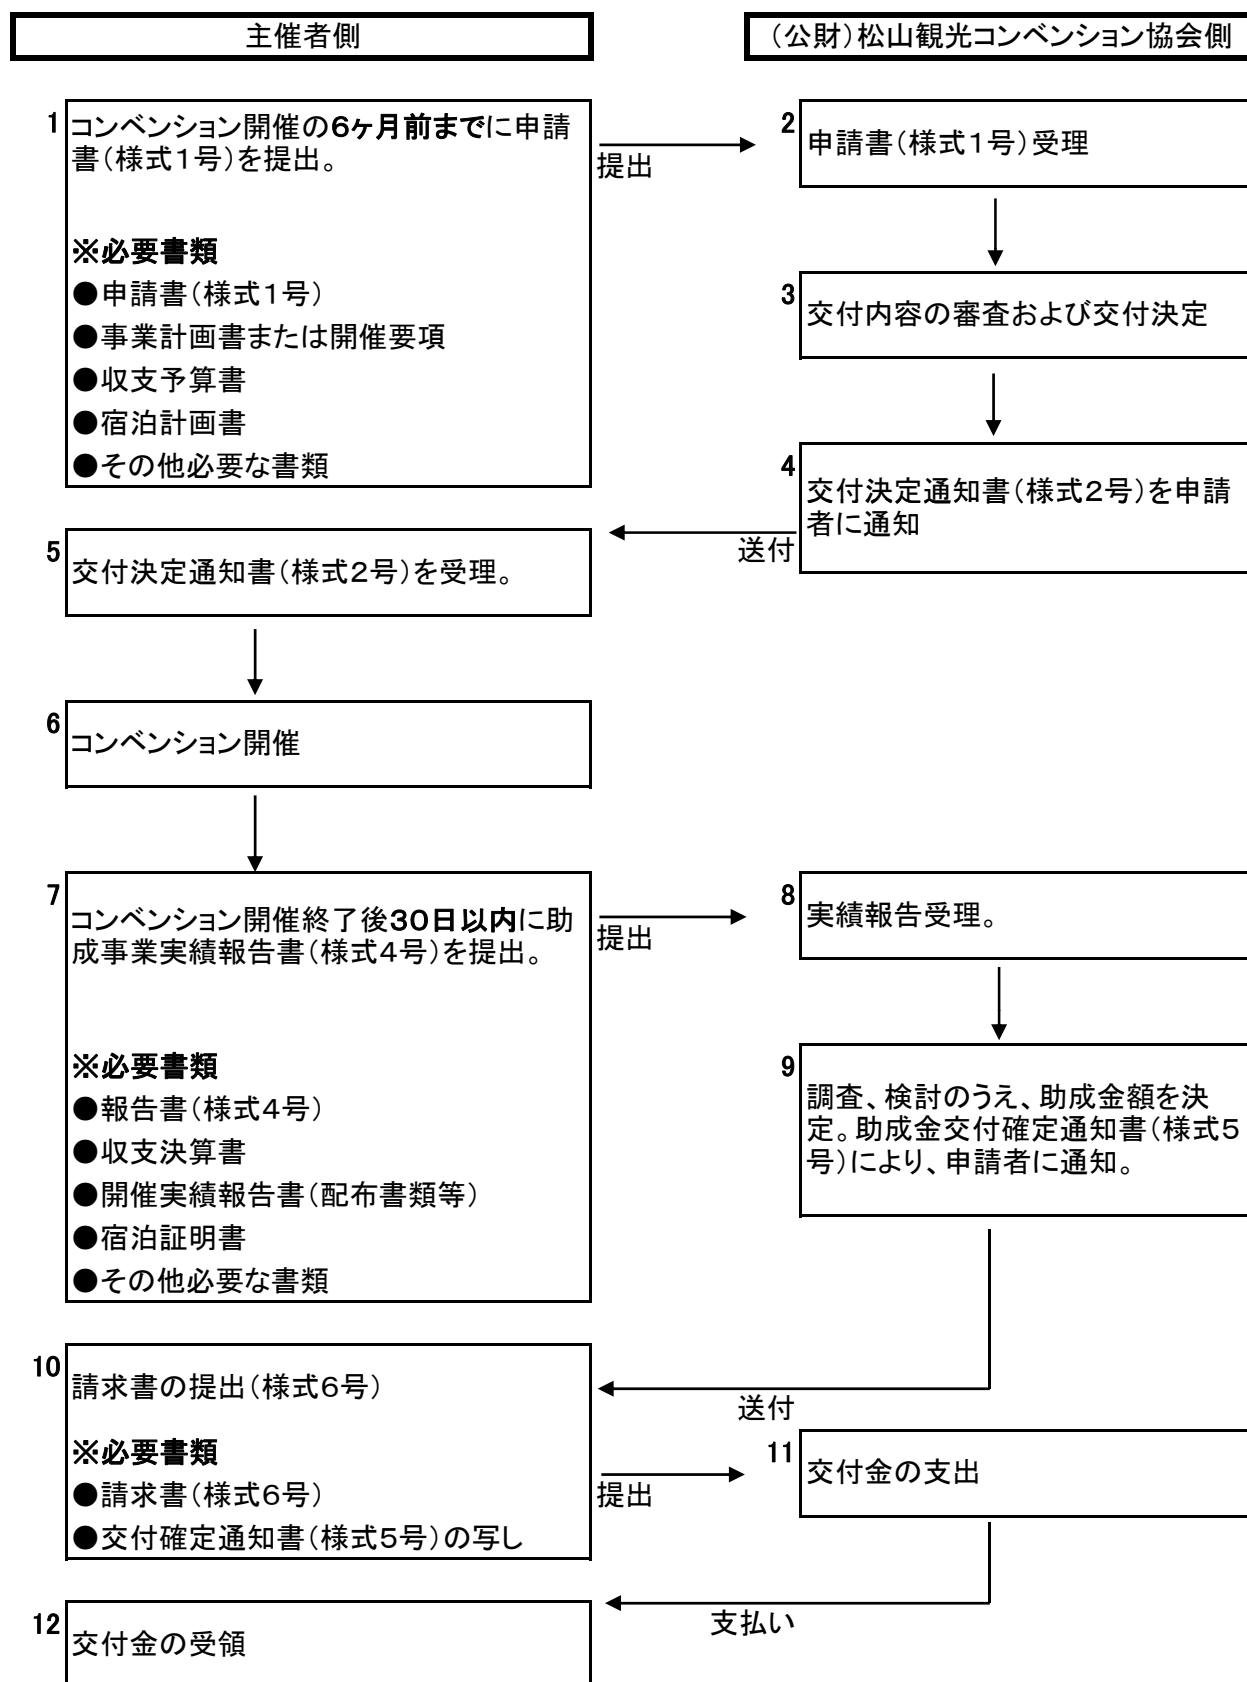 主催者側
（公財）松山観光コンベンション協会側
1
コンベンション開催の6ヶ月前までに申請
書（様式1号）を提出。
※必要書類
●申請書（様式1号）
●事業計画書または開催要項
●収支予算書
●宿泊計画書
●その他必要な書類
提出
2
申請書（様式1号）受理
3
交付内容の審査および交付決定
4
交付決定通知書（様式2号）を申請
者に通知
送付
5
交付決定通知書（様式2号）を受理。
6
コンベンション開催
7
コンベンション開催終了後30日以内に助
成事業実績報告書（様式4号）を提出。
※必要書類
●報告書（様式4号）
●収支決算書
●開催実績報告書（配布書類等）
●宿泊証明書
●その他必要な書類
提出
8
実績報告受理。
9
調査、検討のうえ、助成金額を決
定。助成金交付確定通知書（様式5
号）により、申請者に通知。
送付
10
請求書の提出（様式6号）
※必要書類
●請求書（様式6号）
●交付確定通知書（様式5号）の写し
提出
11
交付金の支出
支払い
12
交付金の受領